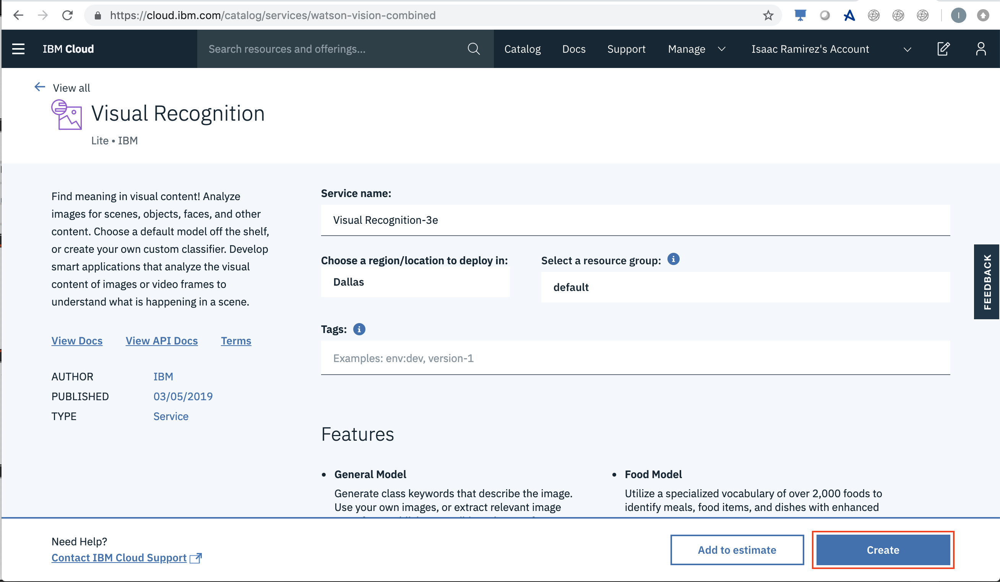 https://cloud.ibm.com/catalog/services/watson-vision-combined
I
IBM Cloud
Search resources and offerings...
Catalog
Docs
Support
Manage
Isaac Ramirez's Account
View all
Visual Recognition
Lite • IBM
Find meaning in visual content! Analyze
images for scenes, objects, faces, and other
content. Choose a default model off the shelf,
or create your own custom classifier. Develop
smart applications that analyze the visual
content of images or video frames to
understand what is happening in a scene.
View Docs
View API Docs
Terms
AUTHOR IBM
PUBLISHED 03/05/2019
TYPE Service
Service name:
Visual Recognition-3e
Choose a region/location to deploy in:
Dallas
Select a resource group:
default
Tags:
Examples: env:dev, version-1
Features
• General Model
Generate class keywords that describe the image.
Use your own images, or extract relevant image
• Food Model
Utilize a specialized vocabulary of over 2,000 foods to
identify meals, food items, and dishes with enhanced
FEEDBACK
Need Help?
Contact IBM Cloud Support
Add to estimate
Create